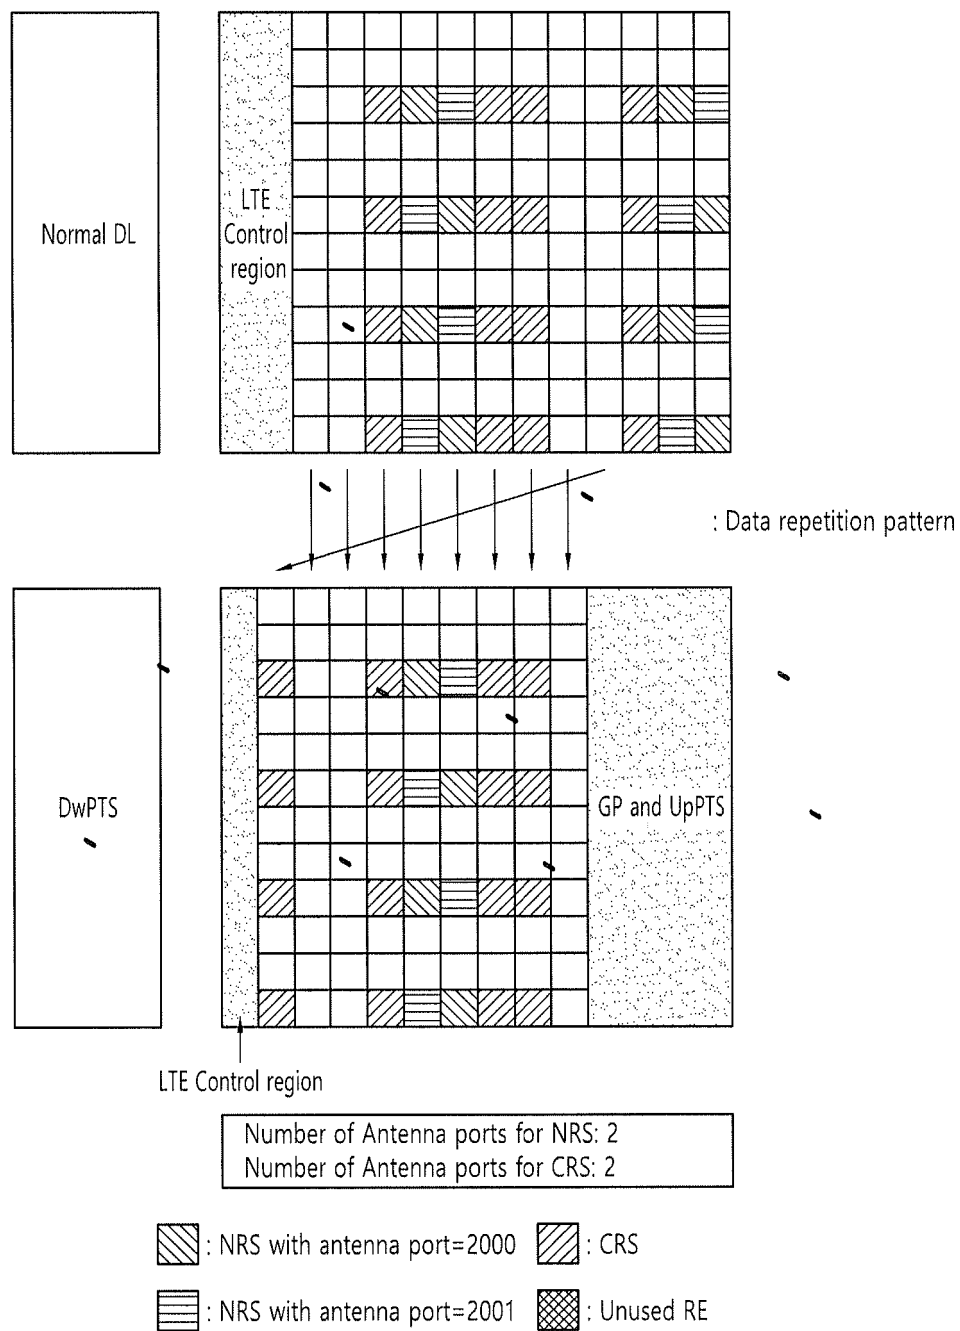 Normal DL
LTE
Control
region
: Data repetition pattern
DwPTS
GP and UpPTS
LTE Control region
Number of Antenna ports for NRS: 2
Number of Antenna ports for CRS: 2
: NRS with antenna port=2000
: CRS
: NRS with antenna port=2001
: Unused RE